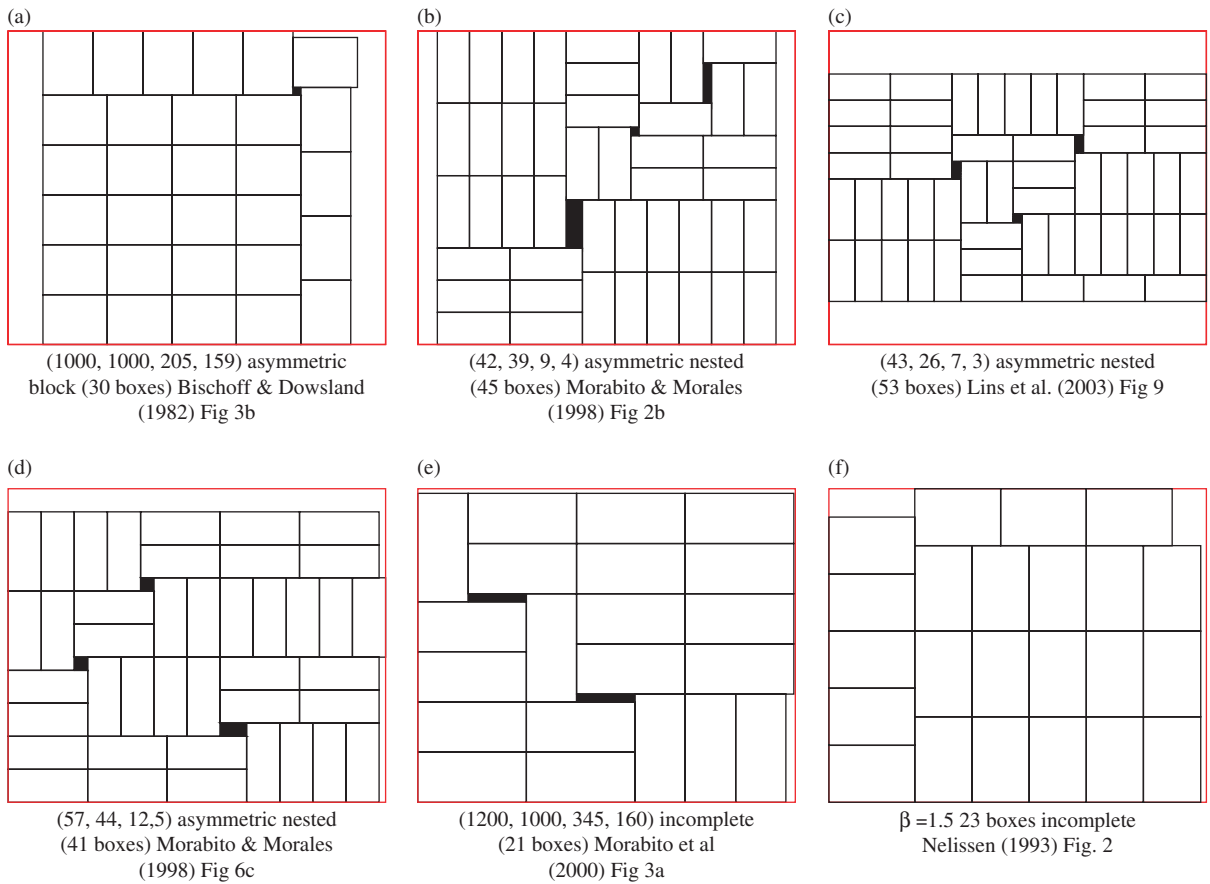 (a)
(b)
(c)
(1000, 1000, 205, 159) asymmetric
block (30 boxes) Bischoff & Dowsland
(1982) Fig 3b
(42, 39, 9, 4) asymmetric nested
(45 boxes) Morabito & Morales
(1998) Fig 2b
(43, 26, 7, 3) asymmetric nested
(53 boxes) Lins et al. (2003) Fig 9
(d)
(e)
(f)
(57, 44, 12,5) asymmetric nested
(41 boxes) Morabito & Morales
(1998) Fig 6c
(1200, 1000, 345, 160) incomplete
(21 boxes) Morabito et al
(2000) Fig 3a
β =1.5 23 boxes incomplete
Nelissen (1993) Fig. 2